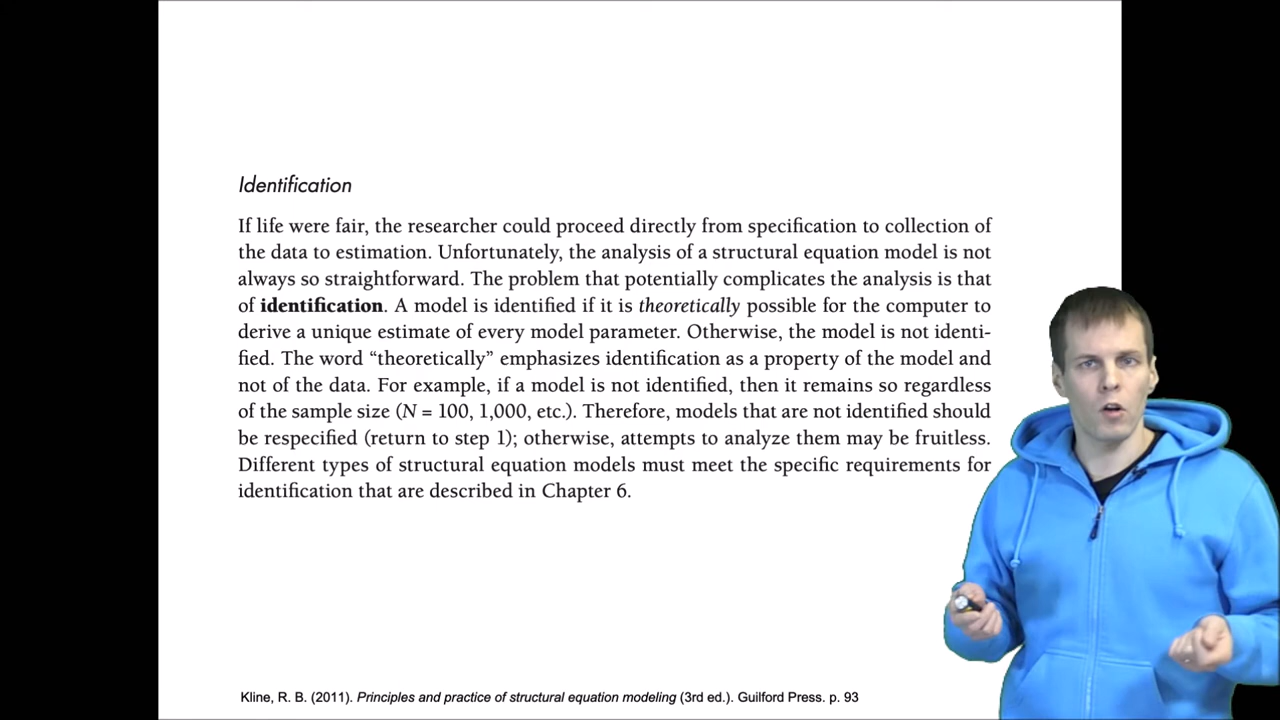 Identification
If life were fair, the researcher could proceed directly from specification to collection of
the data to estimation. Unfortunately, the analysis of a structural equation model is not
always so straightforward. The problem that potentially complicates the analysis is that
of identification. A model is identified if it is theoretically possible for the computer to
derive a unique estimate of every model parameter. Otherwise, the model is not identi-
fied. The word “theoretically” emphasizes identification as a property of the model and
not of the data. For example, if a model is not identified, then it remains so regardless
of the sample size (N = 100, 1,000, etc.). Therefore, models that are not identified should
be respecified (return to step 1); otherwise, attempts to analyze them may be fruitless.
Different types of structural equation models must meet the specific requirements for
identification that are described in Chapter 6.
Kline, R. B. (2011). Principles and practice of structural equation modeling (3rd ed.). Guilford Press. p. 93